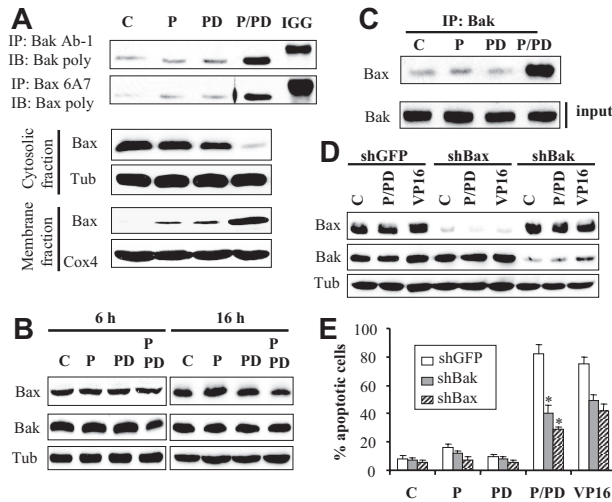 A
C P PD P/PD IGG
IP: Bak Ab-1
IB: Bak poly
IP: Bax 6A7
IB: Bax poly
Cytosolic fraction
Bax
Tub
Membrane fraction
Bax
Cox4
B
6 h 16 h
C P PD P PD C P PD P PD
Bax
Bak
Tub
C
IP: Bak
C P PD P/PD
Bax
Bak
input
D
shGFP shBax shBak
C P/PD VP16 C P/PD VP16 C P/PD VP16
Bax
Bak
Tub
E
% apoptotic cells
100
80
60
40
20
0
shGFP
shBak
shBax
* *
C P PD P/PD VP16